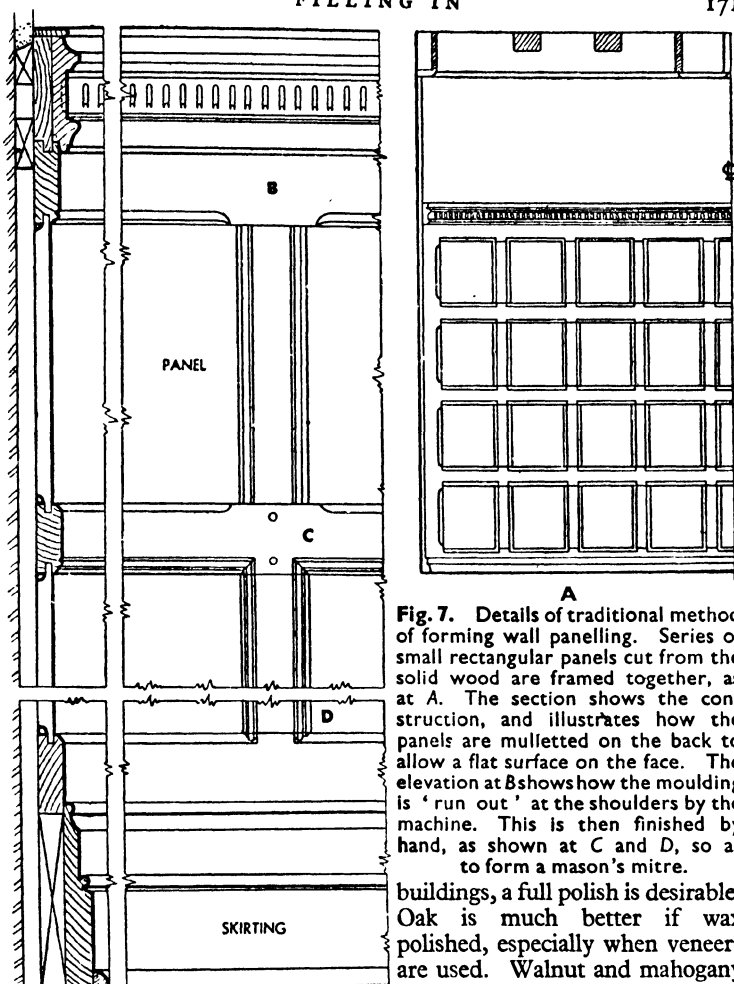 FILLING IN
171
B
PANEL
C
D
SKIRTING
A
Fig. 7. Details of traditional method
of forming wall panelling. Series o
small rectangular panels cut from the
solid wood are framed together, as
at A. The section shows the con
struction, and illustrates how the
panels are mulletted on the back to
allow a flat surface on the face. The
elevation at B shows how the moulding
is ‘ run out ’ at the shoulders by the
machine. This is then finished by
hand, as shown at C and D, so a
to form a mason's mitre.
buildings, a full polish is desirable.
Oak is much better if wax
polished, especially when veneer
are used. Walnut and mahogany